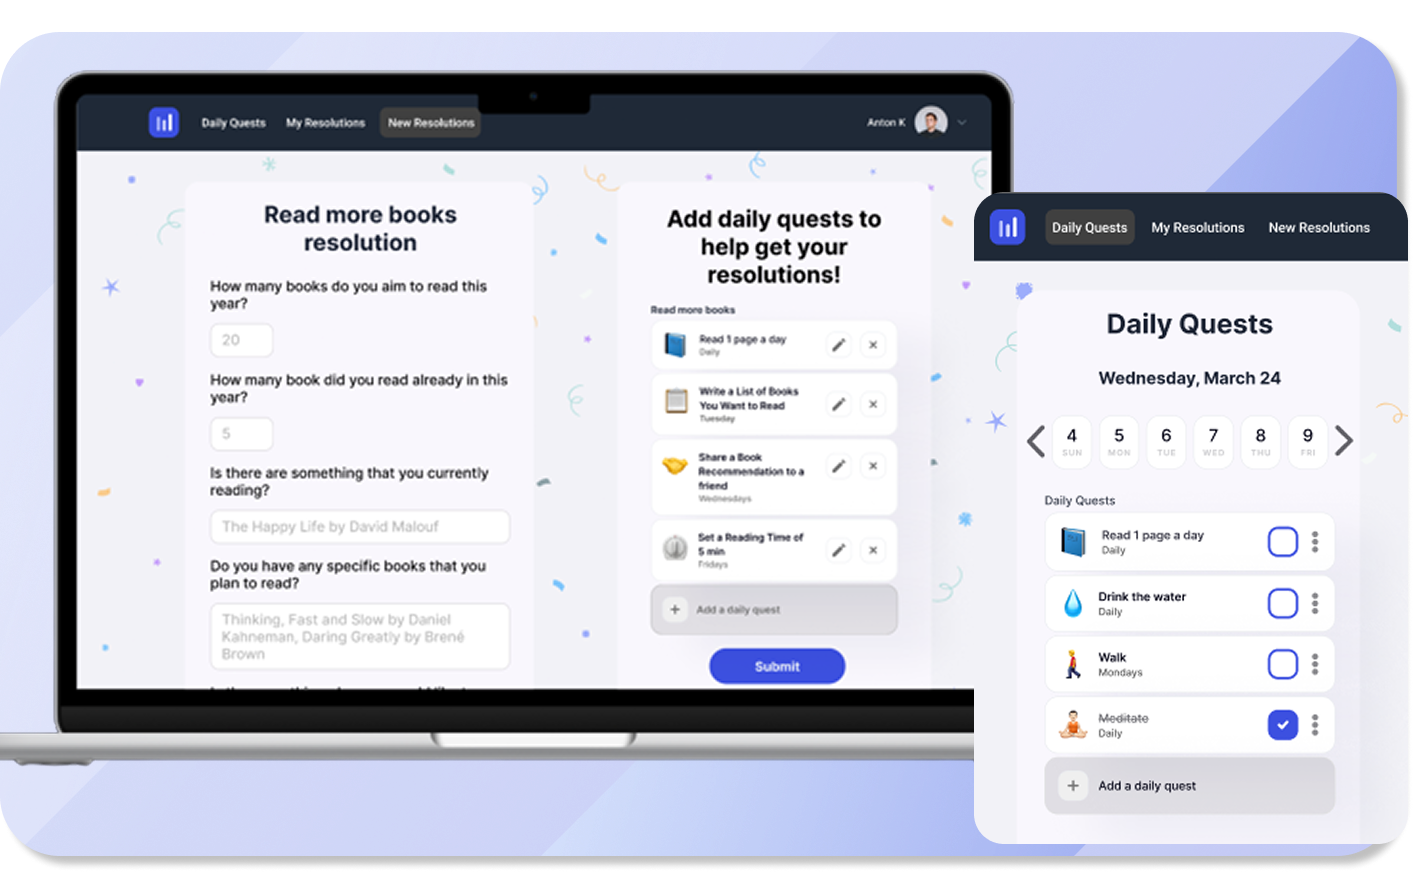 Daily Quests
My Resolutions
New Resolutions
Anton K
Read more books
resolution
How many books do you aim to read this
year?
20
How many book did you read already in this
year?
5
Is there are something that you currently
reading?
The Happy Life by David Malouf
Do you have any specific books that you
plan to read?
Thinking, Fast and Slow by Daniel
Kahneman, Daring Greatly by Brené
Brown
Add daily quests to
help get your
resolutions!
Read more books
Read 1 page a day
Daily
Write a List of Books
You Want to Read
Tuesday
Share a Book
Recommendation to a
friend
Wednesdays
Set a Reading Time of
5 min
Fridays
Add a daily quest
Submit
Daily Quests
My Resolutions
New Resolutions
Daily Quests
Wednesday, March 24
4 5 6 7 8 9
SUN MON TUE WED THU FRI
Daily Quests
Read 1 page a day
Daily
Drink the water
Daily
Walk
Mondays
Meditate
Daily
Add a daily quest